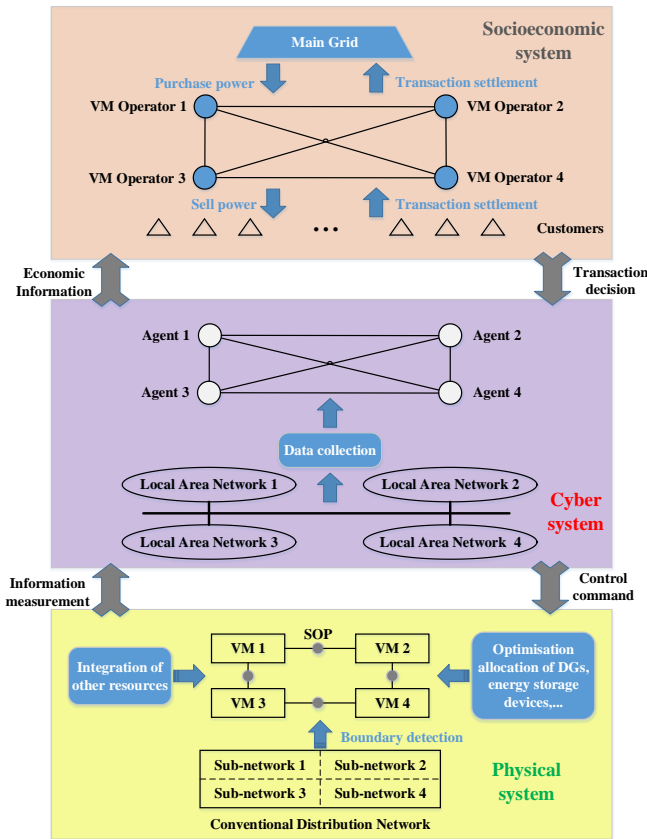 Main Grid
Socioeconomic
system
Purchase power
Transaction settlement
VM Operator 1
VM Operator 2
VM Operator 3
VM Operator 4
Sell power
Transaction settlement
...
Customers
Economic
Information
Transaction
decision
Agent 1
Agent 2
Agent 3
Agent 4
Data collection
Local Area Network 1
Local Area Network 2
Cyber
system
Local Area Network 3
Local Area Network 4
Information
measurement
Control
command
SOP
VM 1
VM 2
Integration of
other resources
Optimisation
allocation of DGs,
energy storage
devices,...
VM 3
VM 4
Boundary detection
Sub-network 1
Sub-network 2
Sub-network 3
Sub-network 4
Physical
system
Conventional Distribution Network